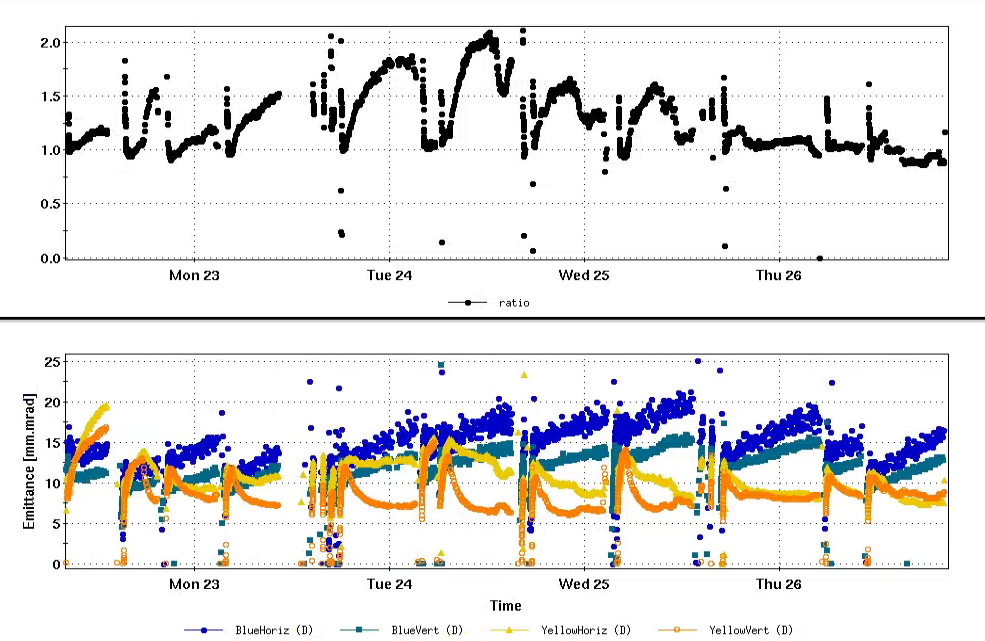 2.0
1.5
1.0
0.5
0.0
Mon 23 Tue 24 Wed 25 Thu 26
ratio
25
20
15
10
5
0
Emittance [mm.mrad]
Mon 23 Tue 24 Wed 25 Thu 26
Time
BlueHoriz (D) BlueVert (D) YellowHoriz (D) YellowVert (D)